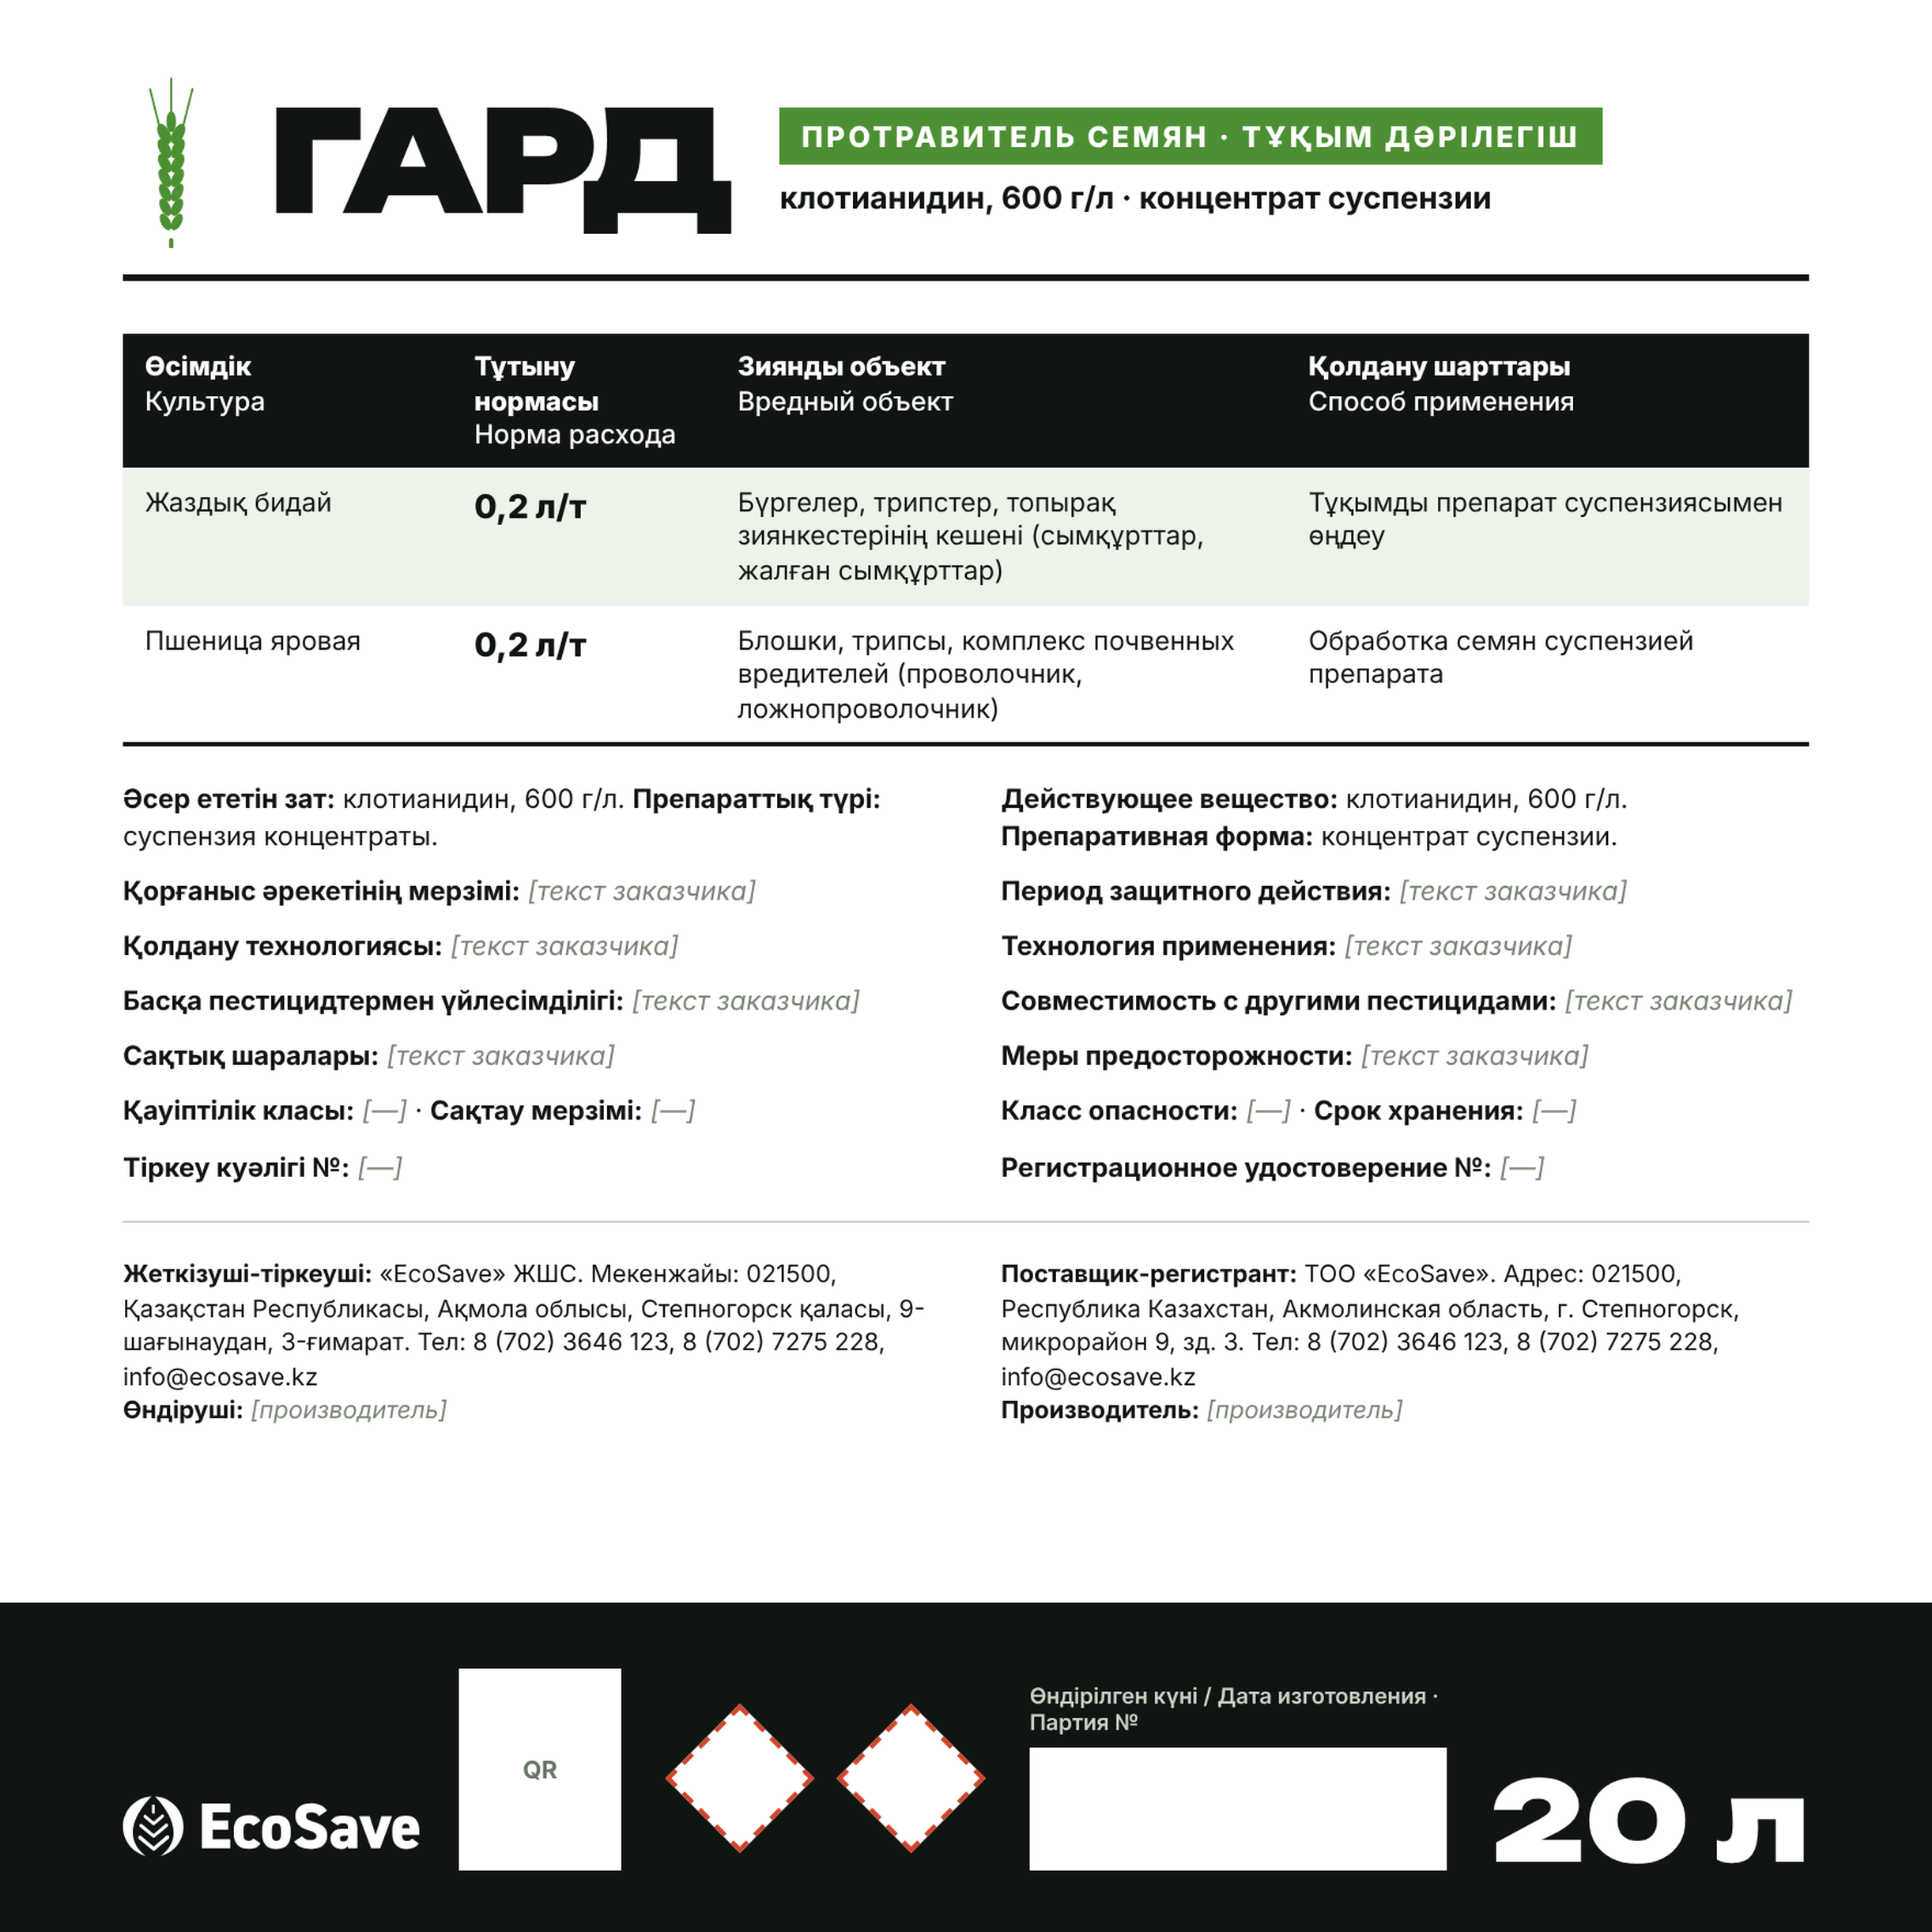 ГАРД
ПРОТРАВИТЕЛЬ СЕМЯН · ТҰҚЫМ ДӘРІЛЕГІШ
клотианидин, 600 г/л · концентрат суспензии
Өсімдік
Культура
Тұтыну
нормасы
Норма расхода
Зиянды объект
Вредный объект
Қолдану шарттары
Способ применения
Жаздық бидай
0,2 л/т
Бүргелер, трипстер, топырақ
зиянкестерінің кешені (сымқұрттар,
жалған сымқұрттар)
Тұқымды препарат суспензиясымен
өңдеу
Пшеница яровая
0,2 л/т
Блошки, трипсы, комплекс почвенных
вредителей (проволочник,
ложнопроволочник)
Обработка семян суспензией
препарата
Әсер ететін зат: клотианидин, 600 г/л. Препараттық түрі:
суспензия концентраты.
Қорғаныс әрекетінің мерзімі: [текст заказчика]
Қолдану технологиясы: [текст заказчика]
Басқа пестицидтермен үйлесімділігі: [текст заказчика]
Сақтық шаралары: [текст заказчика]
Қауіптілік класы: [—] · Сақтау мерзімі: [—]
Тіркеу куәлігі №: [—]
Действующее вещество: клотианидин, 600 г/л.
Препаративная форма: концентрат суспензии.
Период защитного действия: [текст заказчика]
Технология применения: [текст заказчика]
Совместимость с другими пестицидами: [текст заказчика]
Меры предосторожности: [текст заказчика]
Класс опасности: [—] · Срок хранения: [—]
Регистрационное удостоверение №: [—]
Жеткізуші-тіркеуші: «EcoSave» ЖШС. Мекенжайы: 021500,
Қазақстан Республикасы, Ақмола облысы, Степногорск қаласы, 9-
шағынаудан, 3-ғимарат. Тел: 8 (702) 3646 123, 8 (702) 7275 228,
info@ecosave.kz
Өндіруші: [производитель]
Поставщик-регистрант: ТОО «EcoSave». Адрес: 021500,
Республика Казахстан, Акмолинская область, г. Степногорск,
микрорайон 9, зд. 3. Тел: 8 (702) 3646 123, 8 (702) 7275 228,
info@ecosave.kz
Производитель: [производитель]
EcoSave
QR
Өндірілген күні / Дата изготовления ·
Партия №
20 л